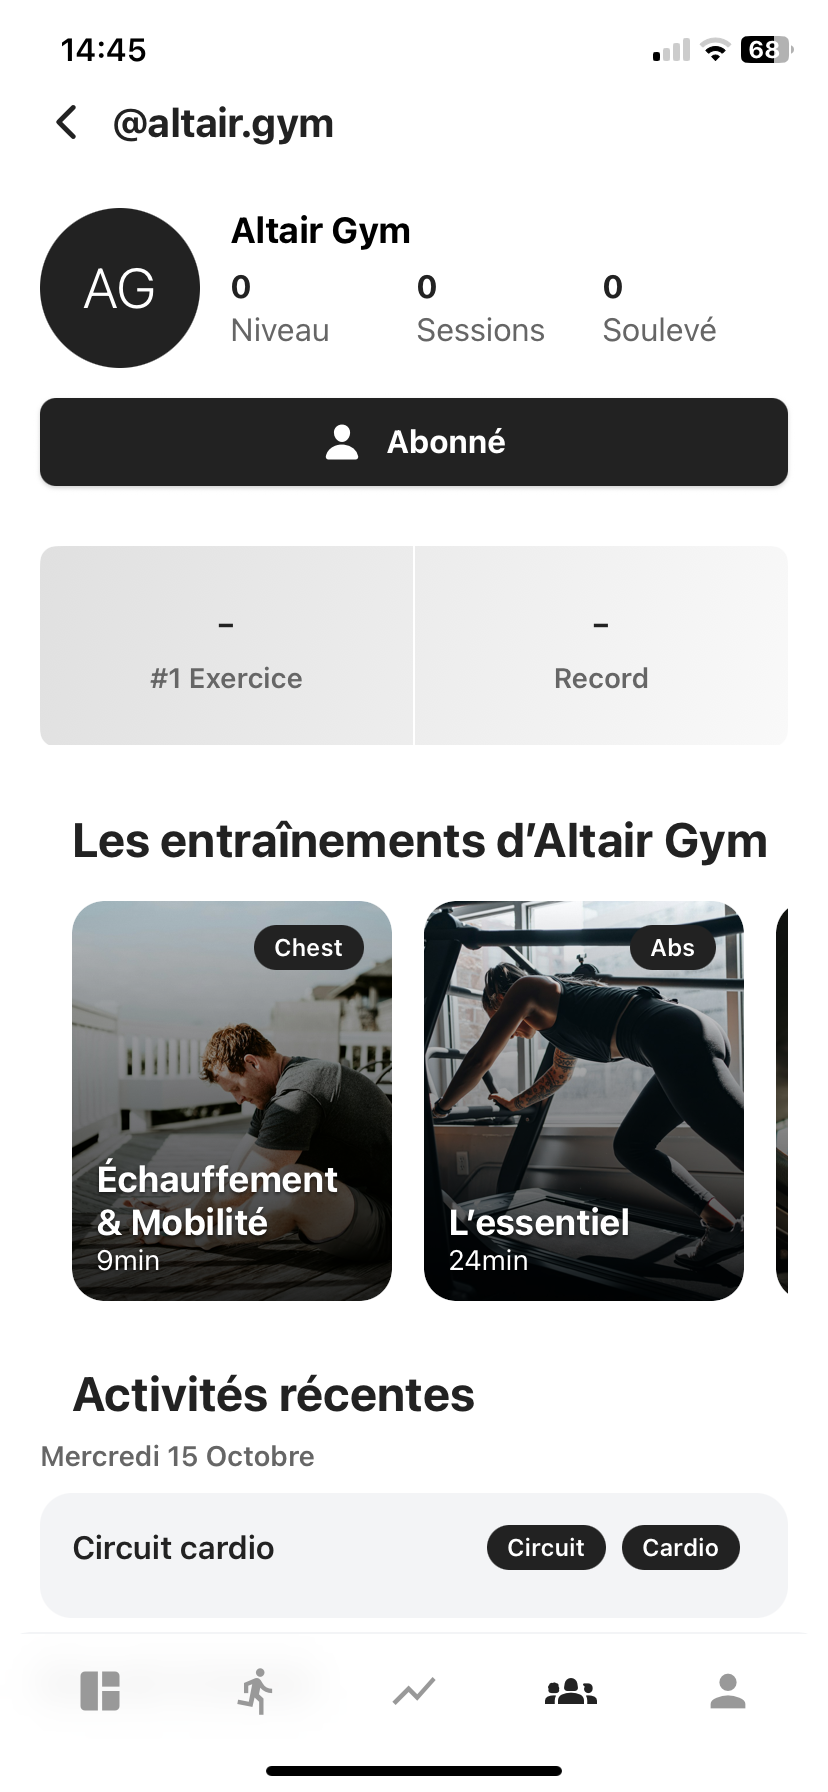 14:45
68
@altair.gym
AG
Altair Gym
0 0 0
Niveau Sessions Soulevé
Abonné
– –
#1 Exercice Record
Les entraînements d’Altair Gym
Chest
Échauffement
& Mobilité
9min
Abs
L’essentiel
24min
Activités récentes
Mercredi 15 Octobre
Circuit cardio Circuit Cardio